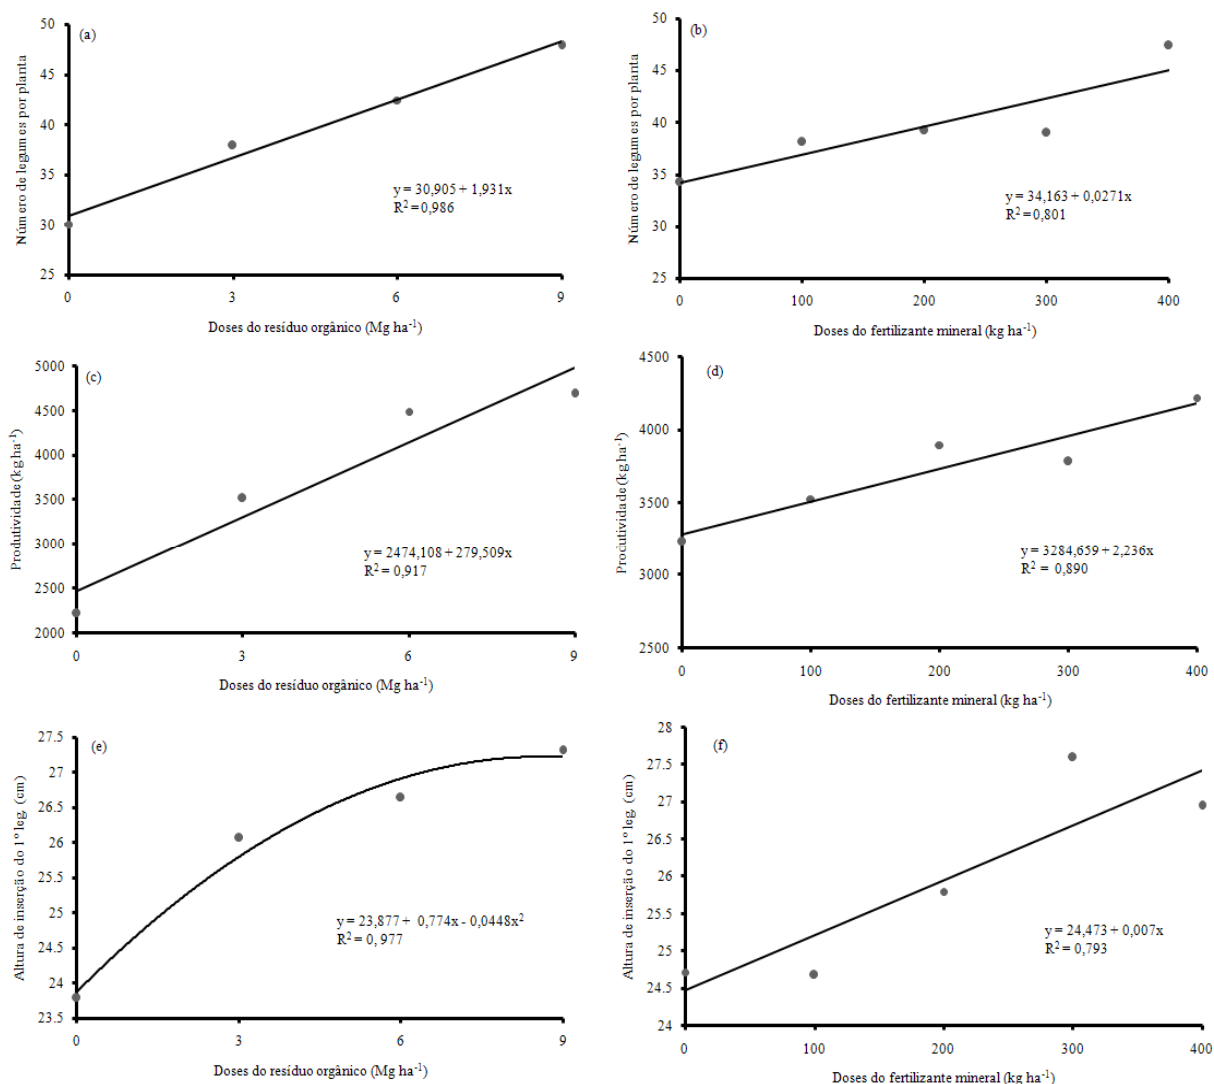 (a)
Número de legumes por planta
50
45
40
35
30
25
y = 30,905 + 1,931x
R² = 0,986
0 3 6 9
Doses do resíduo orgânico (Mg ha⁻¹)
(b)
Número de legumes por planta
50
45
40
35
30
25
y = 34,163 + 0,0271x
R² = 0,801
0 100 200 300 400
Doses do fertilizante mineral (kg ha⁻¹)
(c)
Produtividade (kg ha⁻¹)
5000
4500
4000
3500
3000
2500
2000
y = 2474,108 + 279,509x
R² = 0,917
0 3 6 9
Doses do resíduo orgânico (Mg ha⁻¹)
(d)
Produtividade (kg ha⁻¹)
4500
4000
3500
3000
2500
y = 3284,659 + 2,236x
R² = 0,890
0 100 200 300 400
Doses do fertilizante mineral (kg ha⁻¹)
(e)
Altura de inserção do 1º leg. (cm)
27.5
27
26.5
26
25.5
25
24.5
24
23.5
y = 23,877 + 0,774x - 0,0448x²
R² = 0,977
0 3 6 9
Doses do resíduo orgânico (Mg ha⁻¹)
(f)
Altura de inserção do 1º leg. (cm)
28
27.5
27
26.5
26
25.5
25
24.5
24
y = 24,473 + 0,007x
R² = 0,793
0 100 200 300 400
Doses do fertilizante mineral (kg ha⁻¹)